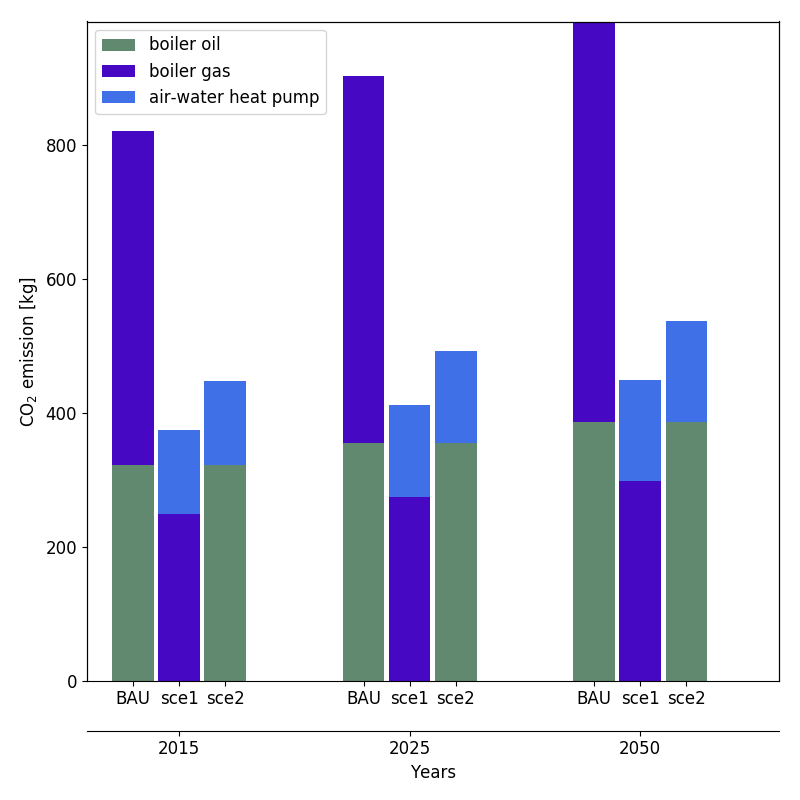 boiler oil
boiler gas
air-water heat pump
800
600
400
200
0
CO₂ emission [kg]
BAU sce1 sce2 BAU sce1 sce2 BAU sce1 sce2
2015 2025 2050
Years